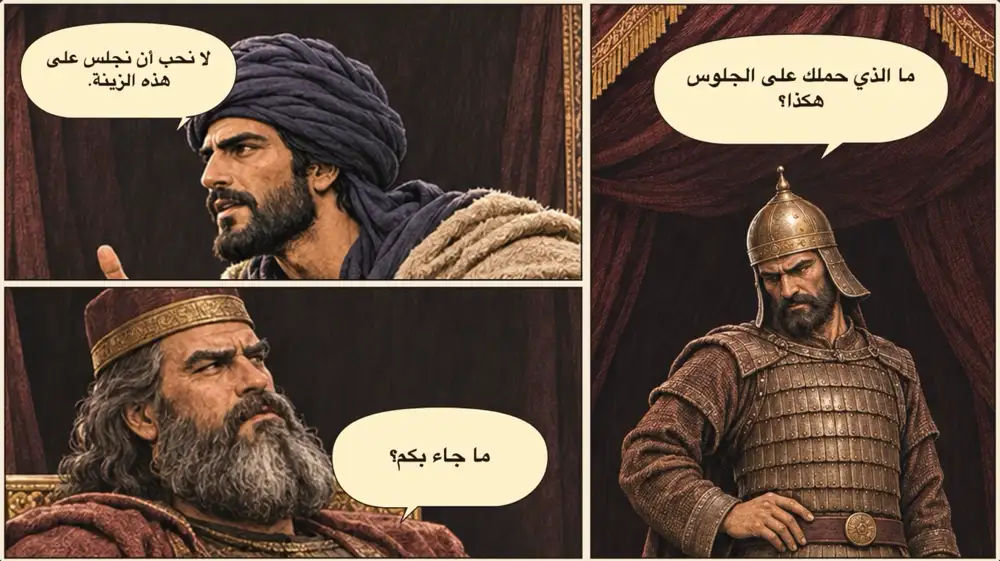 ما الذي حملك على الجلوس
هكذا؟
لا نحب أن نجلس على
هذه الزينة.
ما جاء بكم؟